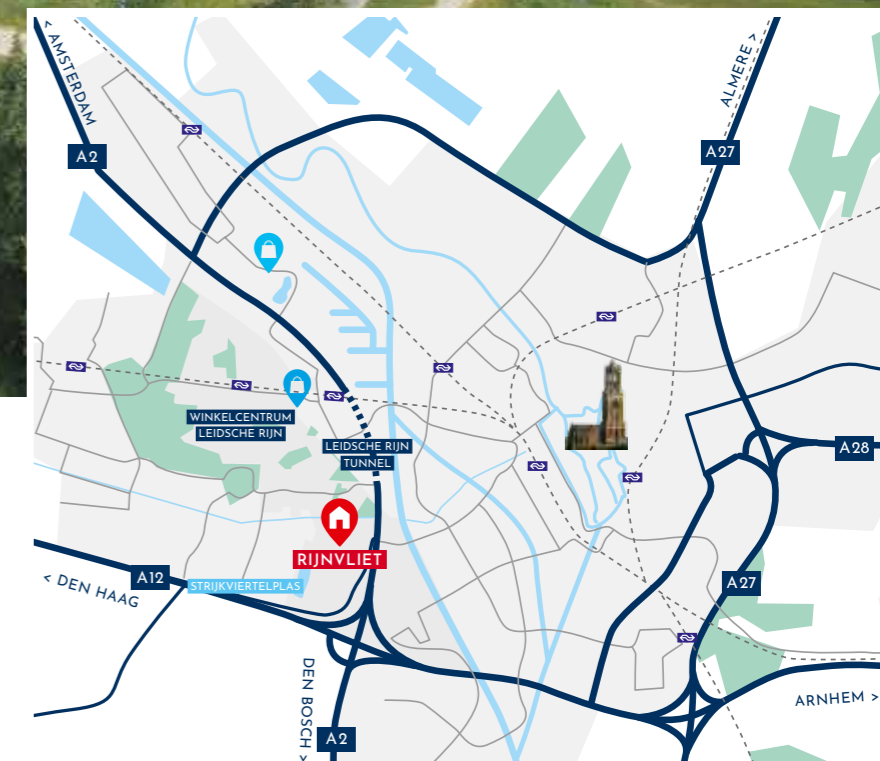 < AMSTERDAM
A2
ALMERE >
A27
WINKELCENTRUM
LEIDSCHE RIJN
LEIDSCHE RIJN
TUNNEL
A28
RIJNVLIET
A12
< DEN HAAG
STRIJKVIERTELPLAS
A27
DEN BOSCH >
A2
ARNHEM >